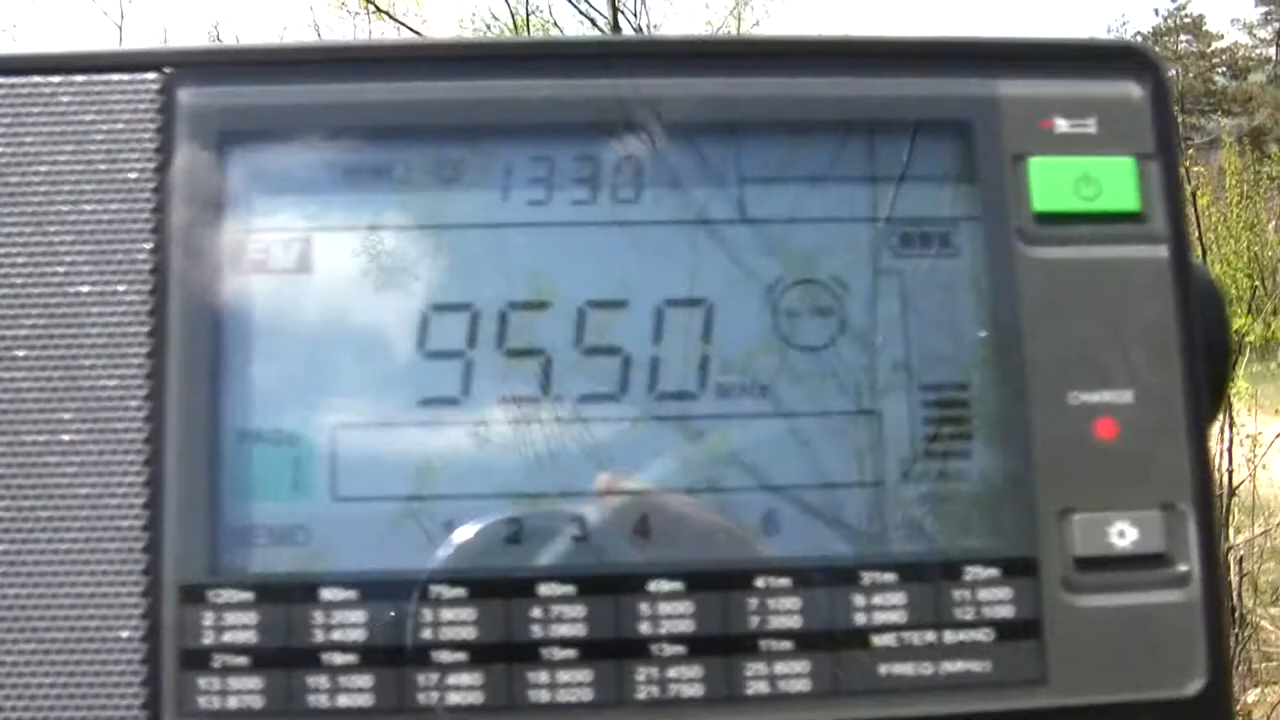 1330
SW
9550
kHz
PAGE
1
MEMO
2 3 4 6
CHARGE
120m 90m 75m 60m 49m 41m 31m 25m
2.300 3.200 3.900 4.750 5.800 7.100 9.400 11.600
2.495 3.400 4.000 5.060 6.200 7.350 9.990 12.100
21m 19m 16m 15m 13m 11m METER BAND
13.500 15.100 17.480 18.900 21.450 25.600 FREQ (MHz)
13.870 15.800 17.900 19.020 21.750 26.100